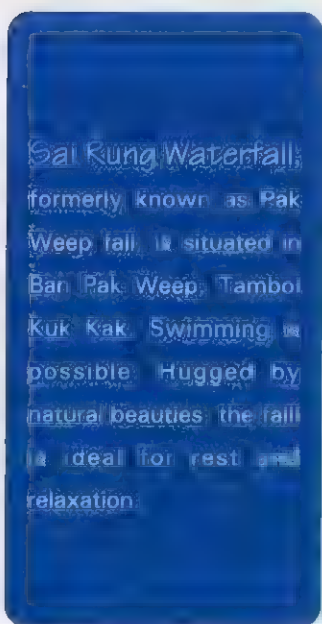 Sai Rung Waterfall,
formerly known as Pak
Weep fall, is situated in
Ban Pak Weep, Tambol
Kuk Kak. Swimming is
possible. Hugged by
natural beauties, the fall
is ideal for rest and
relaxation.